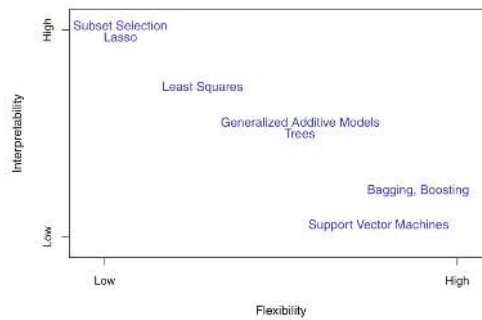 High
Subset Selection
Lasso
Least Squares
Generalized Additive Models
Trees
Bagging, Boosting
Support Vector Machines
Low
Interpretability
Low
High
Flexibility